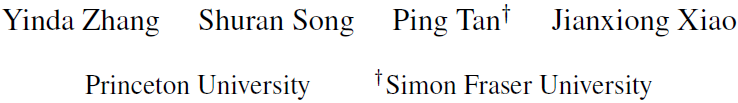 Yinda Zhang Shuran Song Ping Tan† Jianxiong Xiao
Princeton University †Simon Fraser University